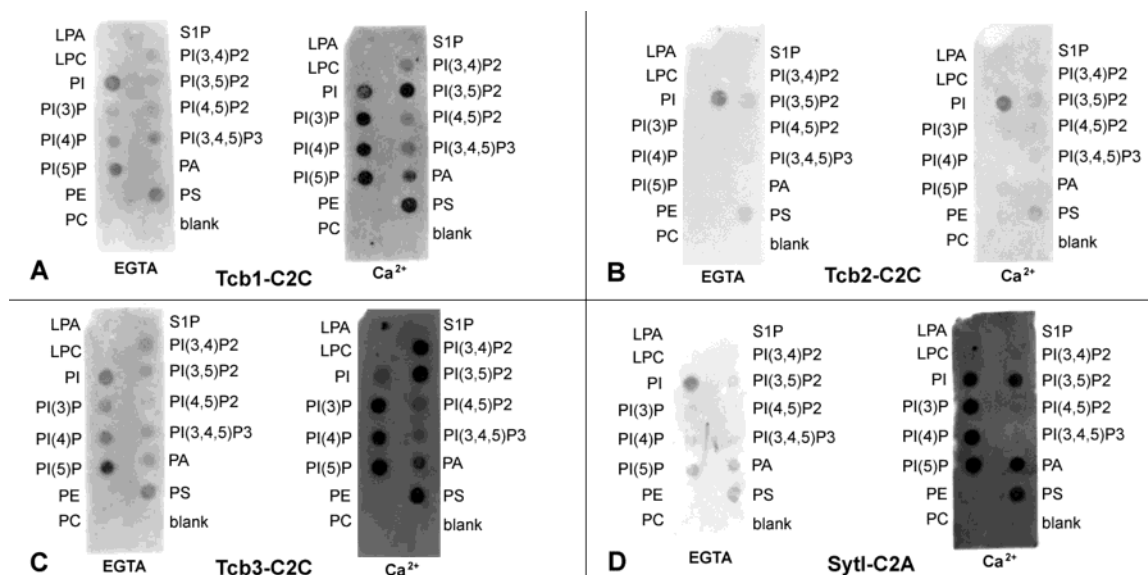 LPA
LPC
PI
PI(3)P
PI(4)P
PI(5)P
PE
PC
S1P
PI(3,4)P2
PI(3,5)P2
PI(4,5)P2
PI(3,4,5)P3
PA
PS
blank
EGTA
LPA
LPC
PI
PI(3)P
PI(4)P
PI(5)P
PE
PC
S1P
PI(3,4)P2
PI(3,5)P2
PI(4,5)P2
PI(3,4,5)P3
PA
PS
blank
Ca²⁺
A
Tcb1-C2C
LPA
LPC
PI
PI(3)P
PI(4)P
PI(5)P
PE
PC
S1P
PI(3,4)P2
PI(3,5)P2
PI(4,5)P2
PI(3,4,5)P3
PA
PS
blank
EGTA
LPA
LPC
PI
PI(3)P
PI(4)P
PI(5)P
PE
PC
S1P
PI(3,4)P2
PI(3,5)P2
PI(4,5)P2
PI(3,4,5)P3
PA
PS
blank
Ca²⁺
B
Tcb2-C2C
LPA
LPC
PI
PI(3)P
PI(4)P
PI(5)P
PE
PC
S1P
PI(3,4)P2
PI(3,5)P2
PI(4,5)P2
PI(3,4,5)P3
PA
PS
blank
EGTA
LPA
LPC
PI
PI(3)P
PI(4)P
PI(5)P
PE
PC
S1P
PI(3,4)P2
PI(3,5)P2
PI(4,5)P2
PI(3,4,5)P3
PA
PS
blank
Ca²⁺
C
Tcb3-C2C
LPA
LPC
PI
PI(3)P
PI(4)P
PI(5)P
PE
PC
S1P
PI(3,4)P2
PI(3,5)P2
PI(4,5)P2
PI(3,4,5)P3
PA
PS
blank
EGTA
LPA
LPC
PI
PI(3)P
PI(4)P
PI(5)P
PE
PC
S1P
PI(3,4)P2
PI(3,5)P2
PI(4,5)P2
PI(3,4,5)P3
PA
PS
blank
Ca²⁺
D
SytI-C2A